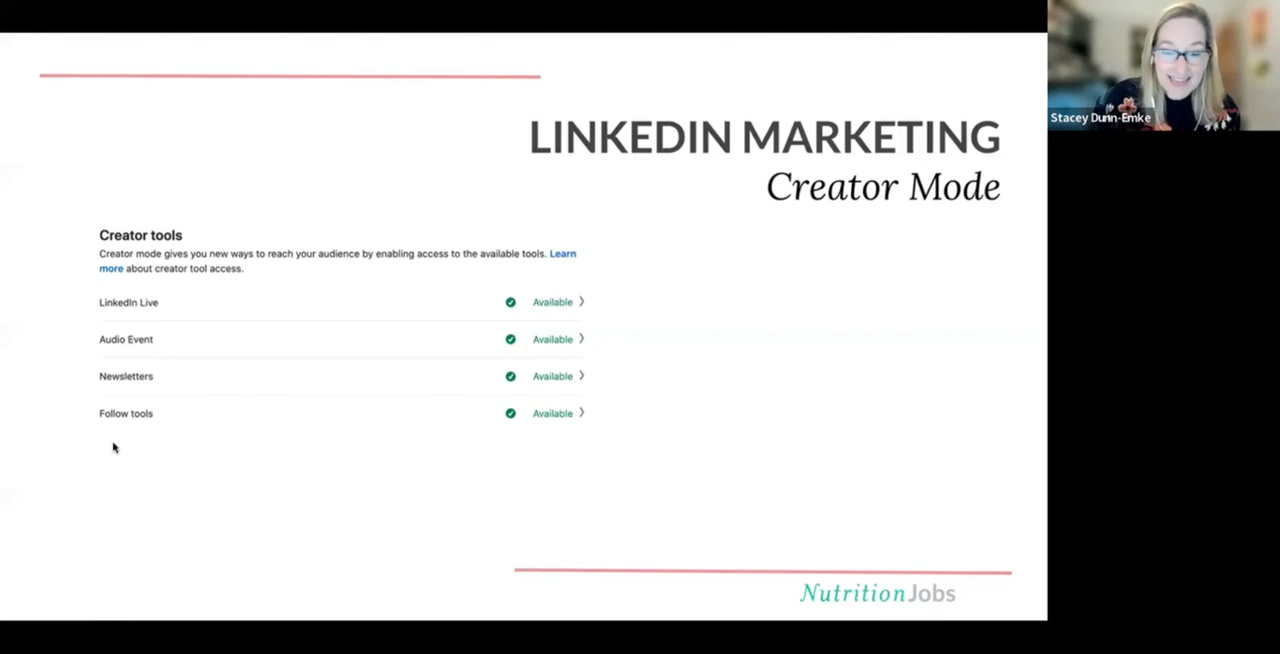 LINKEDIN MARKETING
Creator Mode
Creator tools
Creator mode gives you new ways to reach your audience by enabling access to the available tools. Learn
more about creator tool access.
LinkedIn Live Available
Audio Event Available
Newsletters Available
Follow tools Available
NutritionJobs
Stacey Dunn-Emke